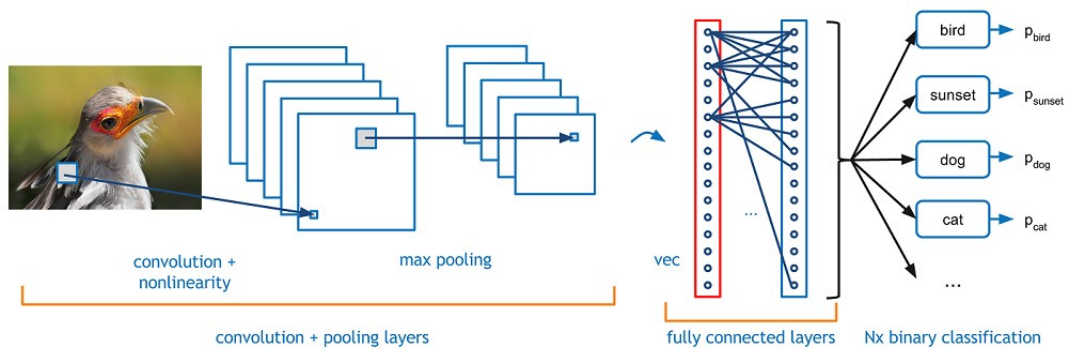 bird
p_bird
sunset
p_sunset
dog
p_dog
cat
p_cat
...
...
convolution +
nonlinearity
max pooling
vec
convolution + pooling layers
fully connected layers
Nx binary classification